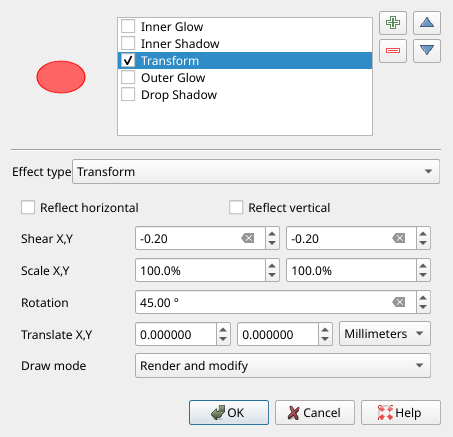 Inner Glow
Inner Shadow
Transform
Outer Glow
Drop Shadow
Effect type Transform
Reflect horizontal Reflect vertical
Shear X,Y -0.20 -0.20
Scale X,Y 100.0% 100.0%
Rotation 45.00 °
Translate X,Y 0.000000 0.000000 Millimeters
Draw mode Render and modify
OK Cancel Help